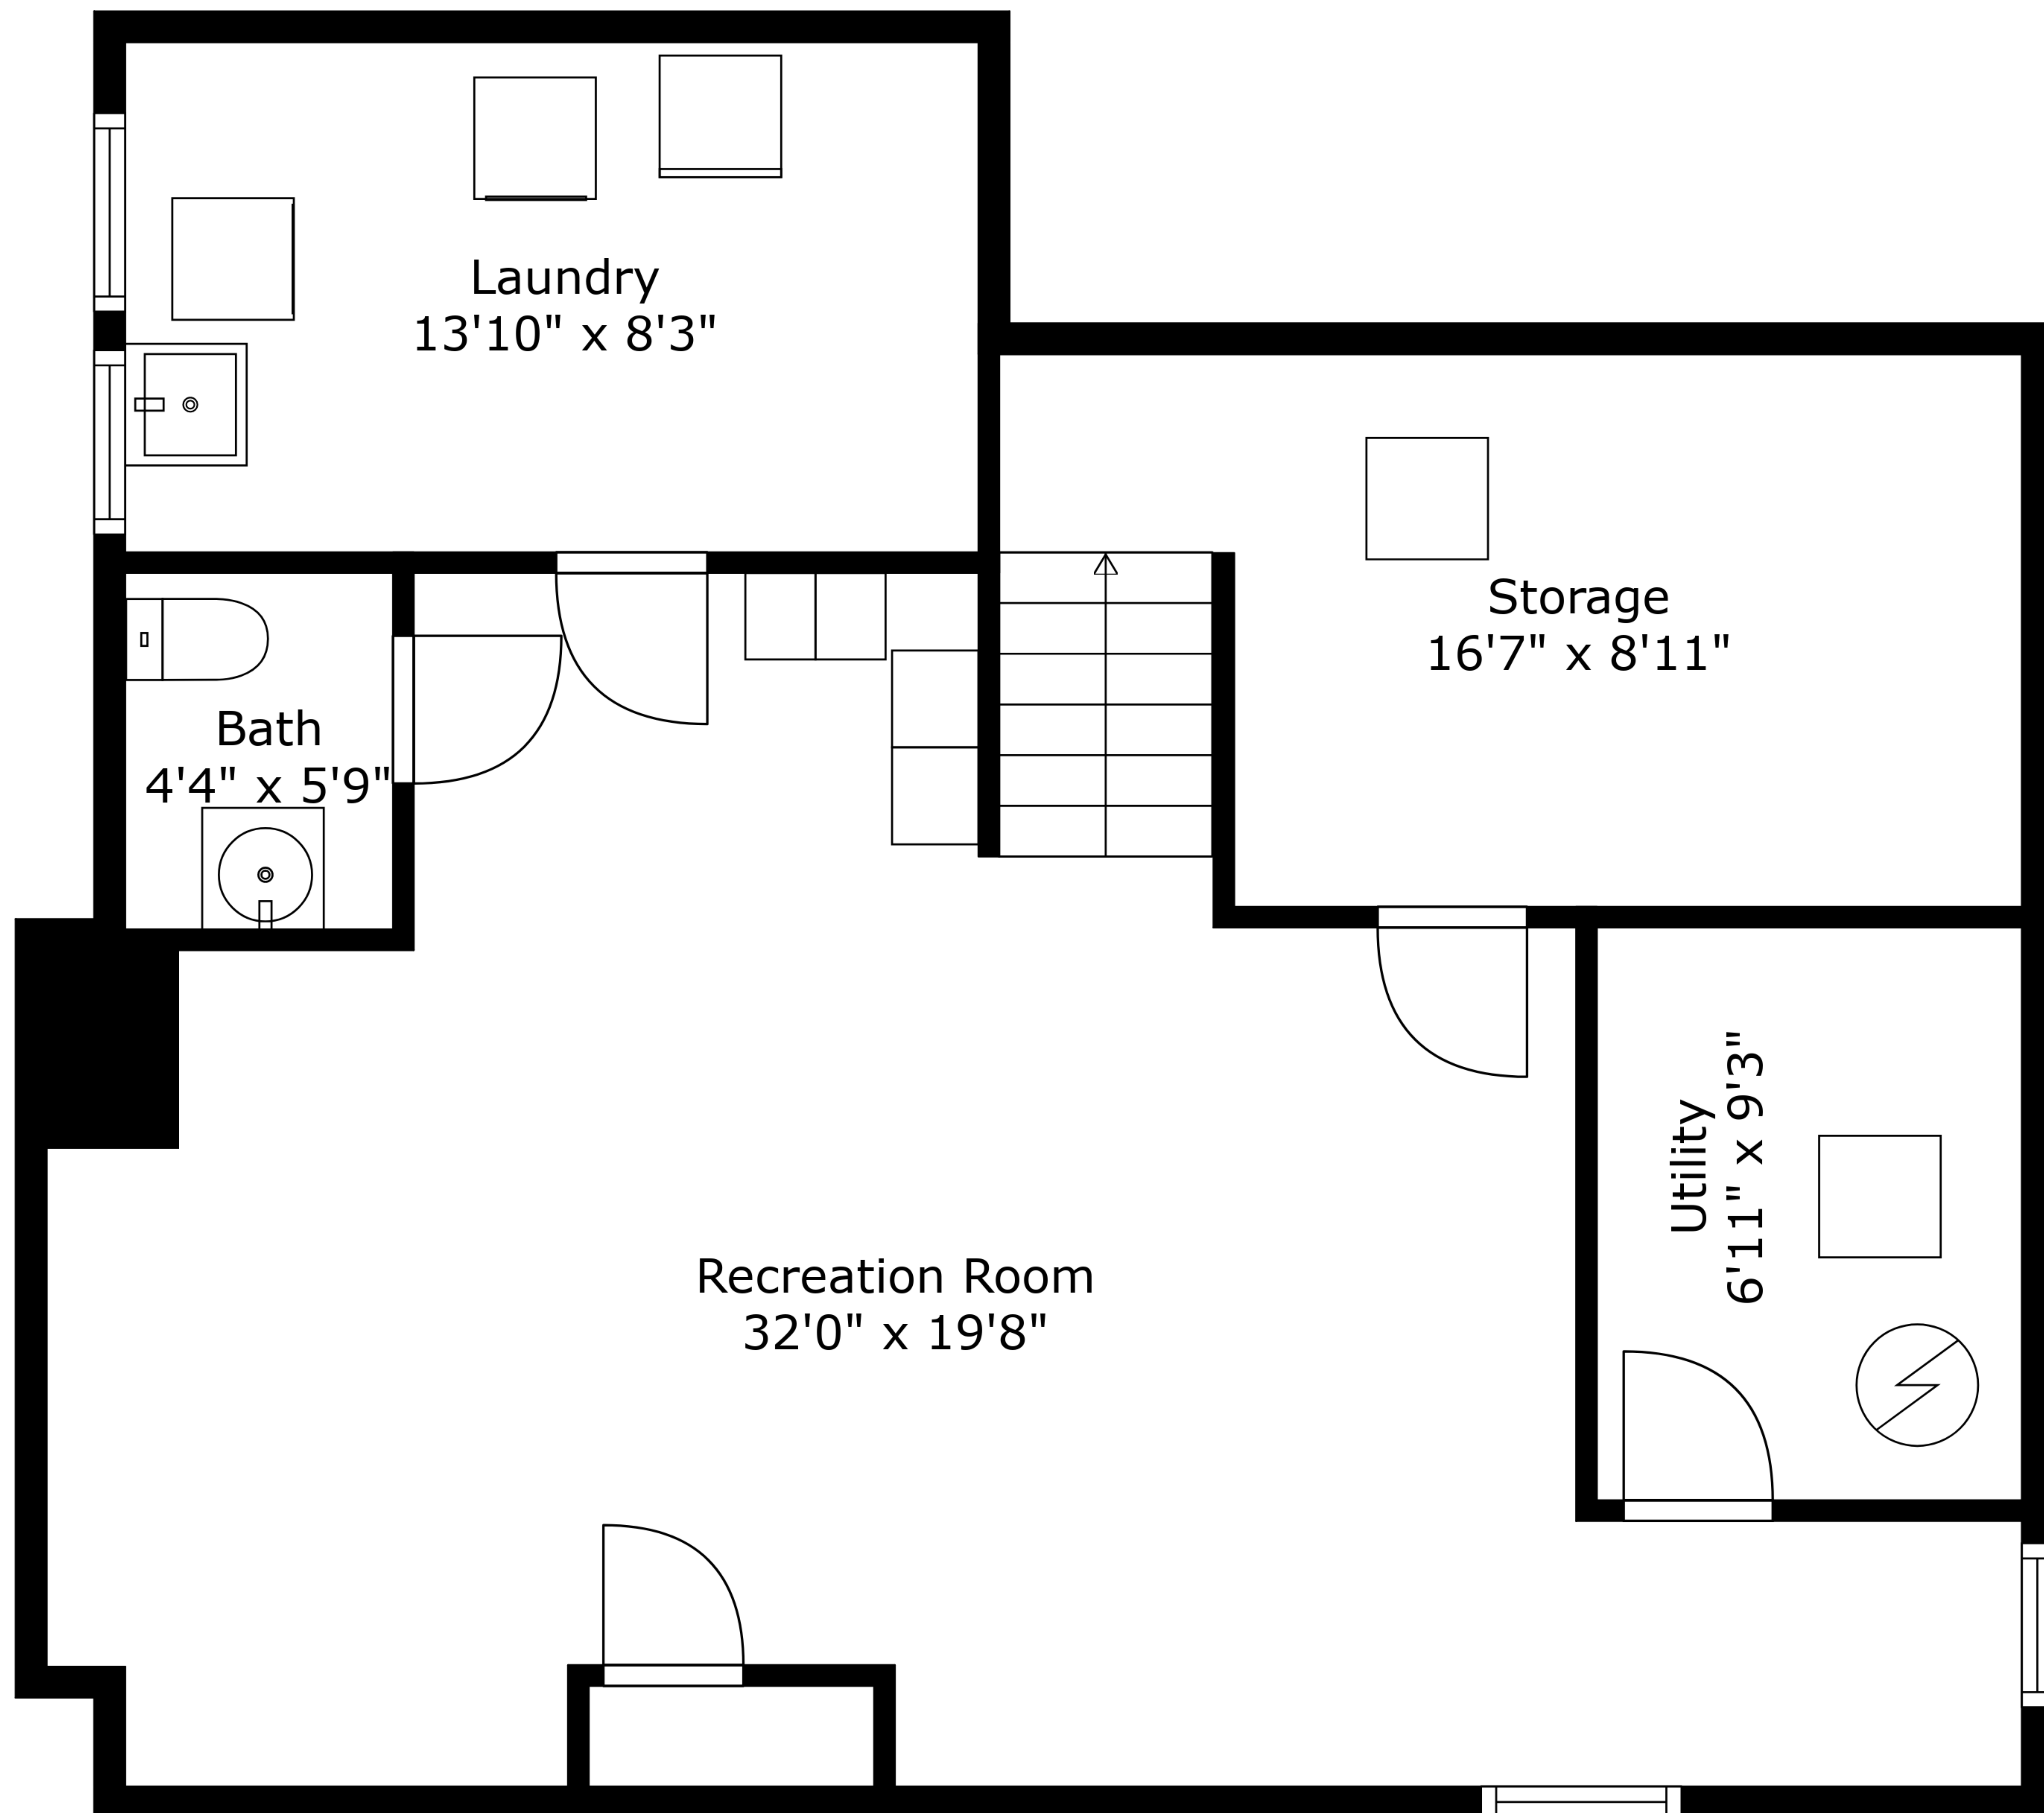 Laundry
13'10" x 8'3"
Storage
16'7" x 8'11"
Bath
4'4" x 5'9"
Utility
6'11" x 9'3"
Recreation Room
32'0" x 19'8"